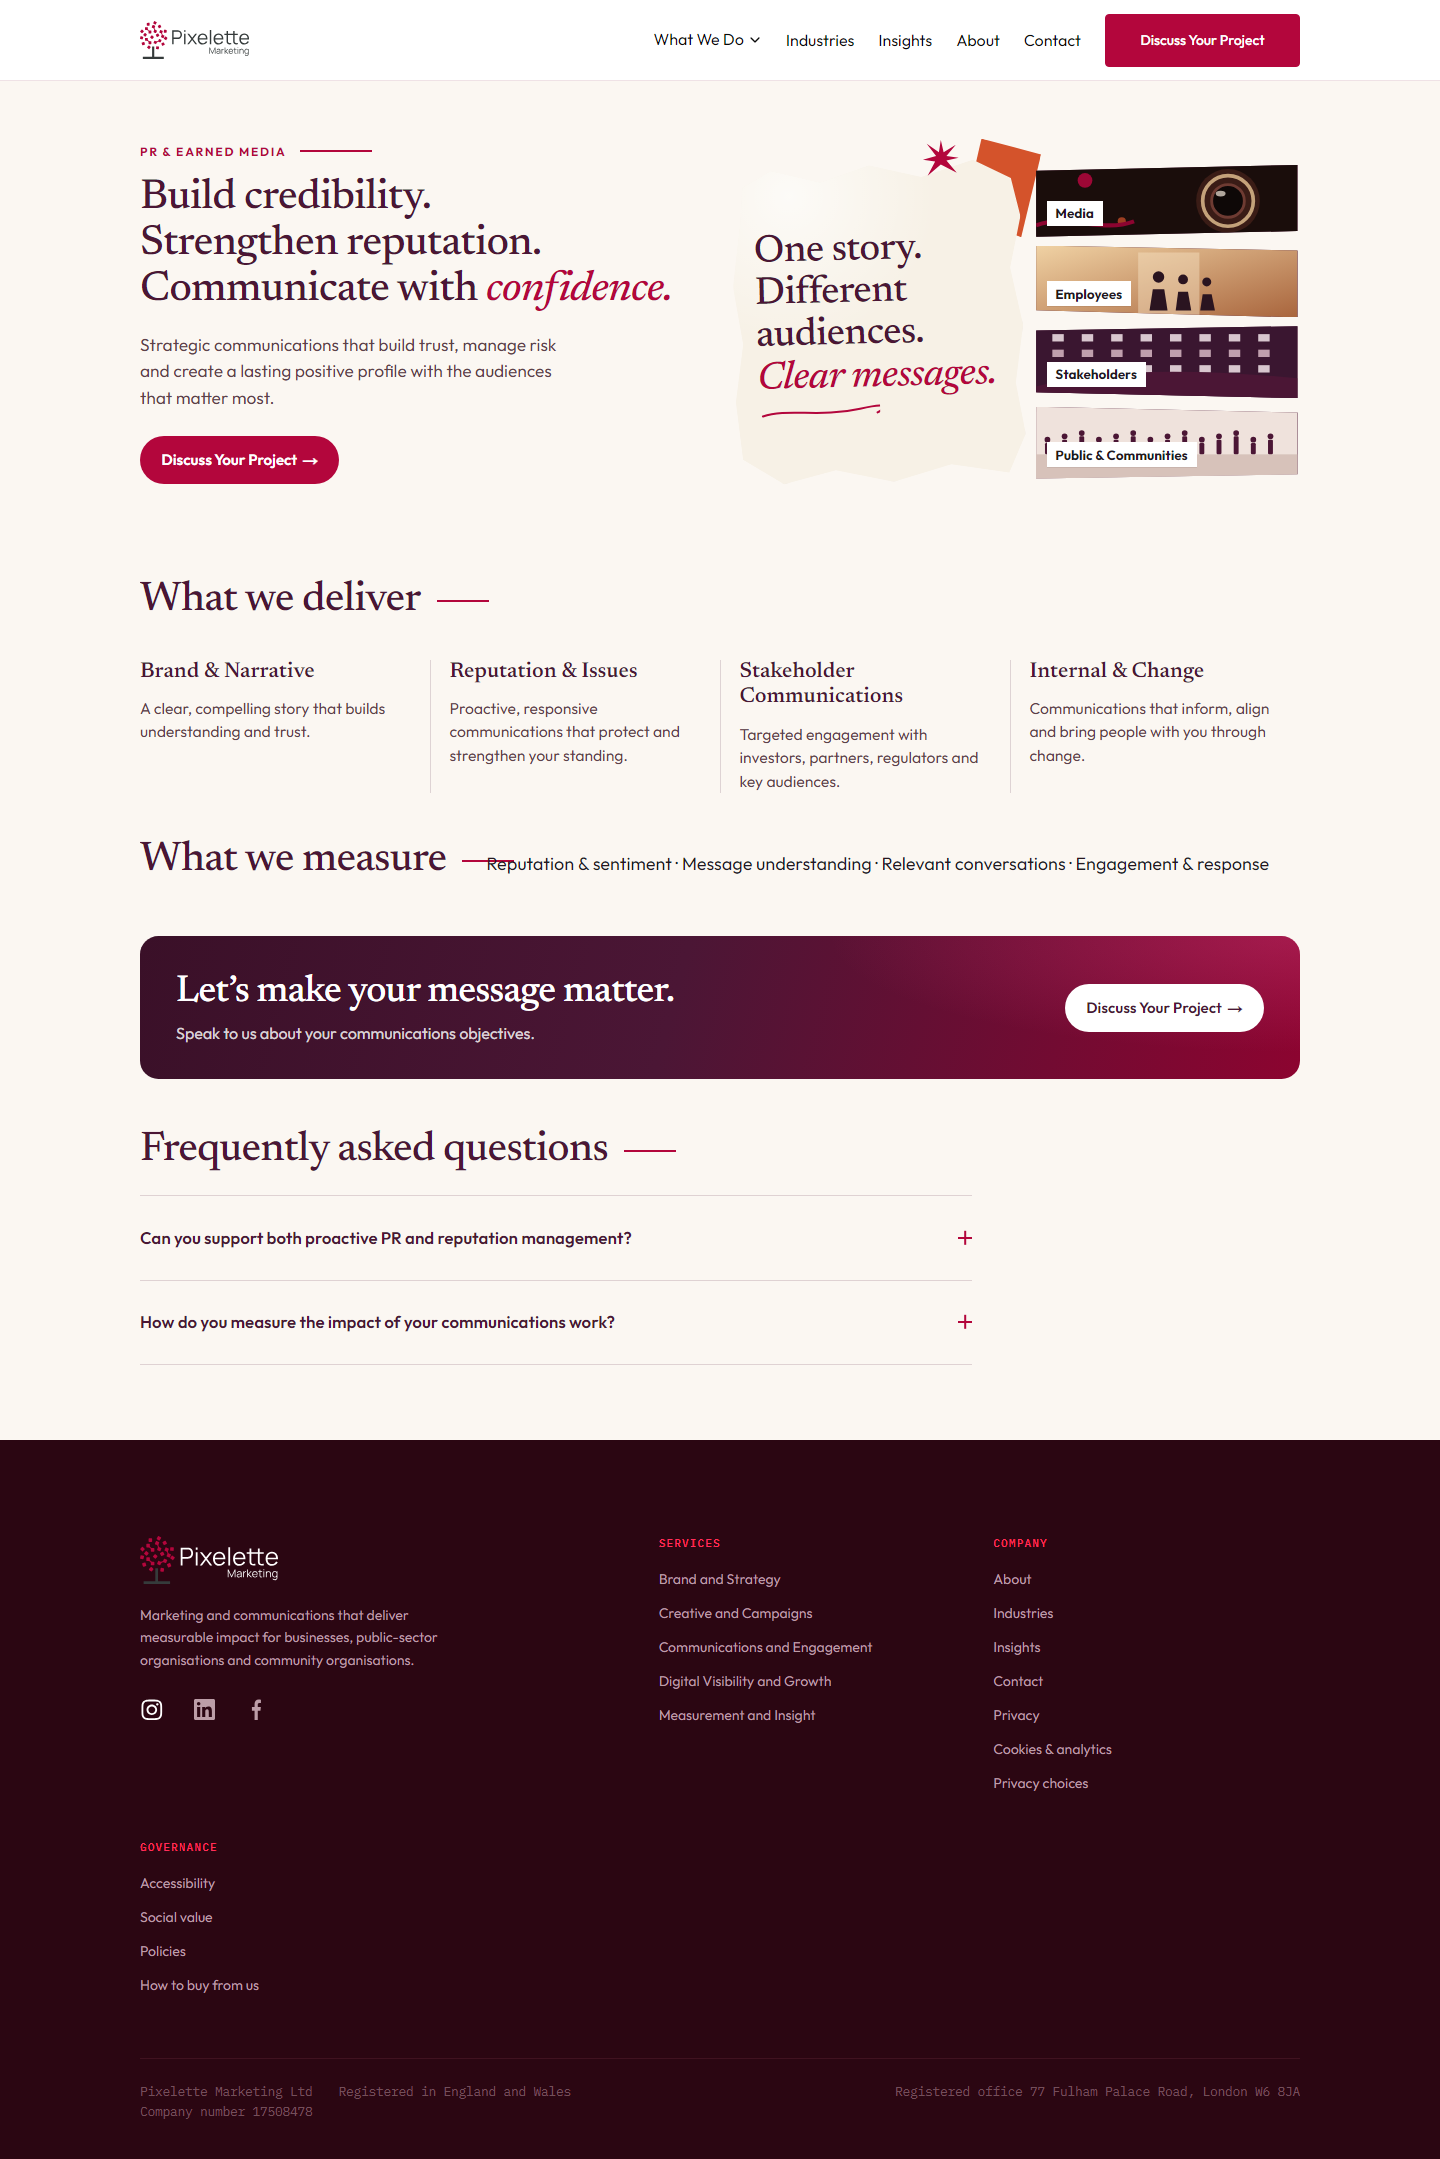 Pixelette
Marketing
What We Do
Industries
Insights
About
Contact
Discuss Your Project
PR & EARNED MEDIA
Build credibility.
Strengthen reputation.
Communicate with confidence.
Strategic communications that build trust, manage risk
and create a lasting positive profile with the audiences
that matter most.
Discuss Your Project →
One story.
Different
audiences.
Clear messages.
Media
Employees
Stakeholders
Public & Communities
What we deliver
Brand & Narrative
A clear, compelling story that builds
understanding and trust.
Reputation & Issues
Proactive, responsive
communications that protect and
strengthen your standing.
Stakeholder
Communications
Targeted engagement with
investors, partners, regulators and
key audiences.
Internal & Change
Communications that inform, align
and bring people with you through
change.
What we measure
Reputation & sentiment · Message understanding · Relevant conversations · Engagement & response
Let’s make your message matter.
Speak to us about your communications objectives.
Discuss Your Project →
Frequently asked questions
Can you support both proactive PR and reputation management?
How do you measure the impact of your communications work?
Pixelette
Marketing
Marketing and communications that deliver
measurable impact for businesses, public-sector
organisations and community organisations.
SERVICES
Brand and Strategy
Creative and Campaigns
Communications and Engagement
Digital Visibility and Growth
Measurement and Insight
COMPANY
About
Industries
Insights
Contact
Privacy
Cookies & analytics
Privacy choices
GOVERNANCE
Accessibility
Social value
Policies
How to buy from us
Pixelette Marketing Ltd
Company number 17508478
Registered in England and Wales
Registered office 77 Fulham Palace Road, London W6 8JA